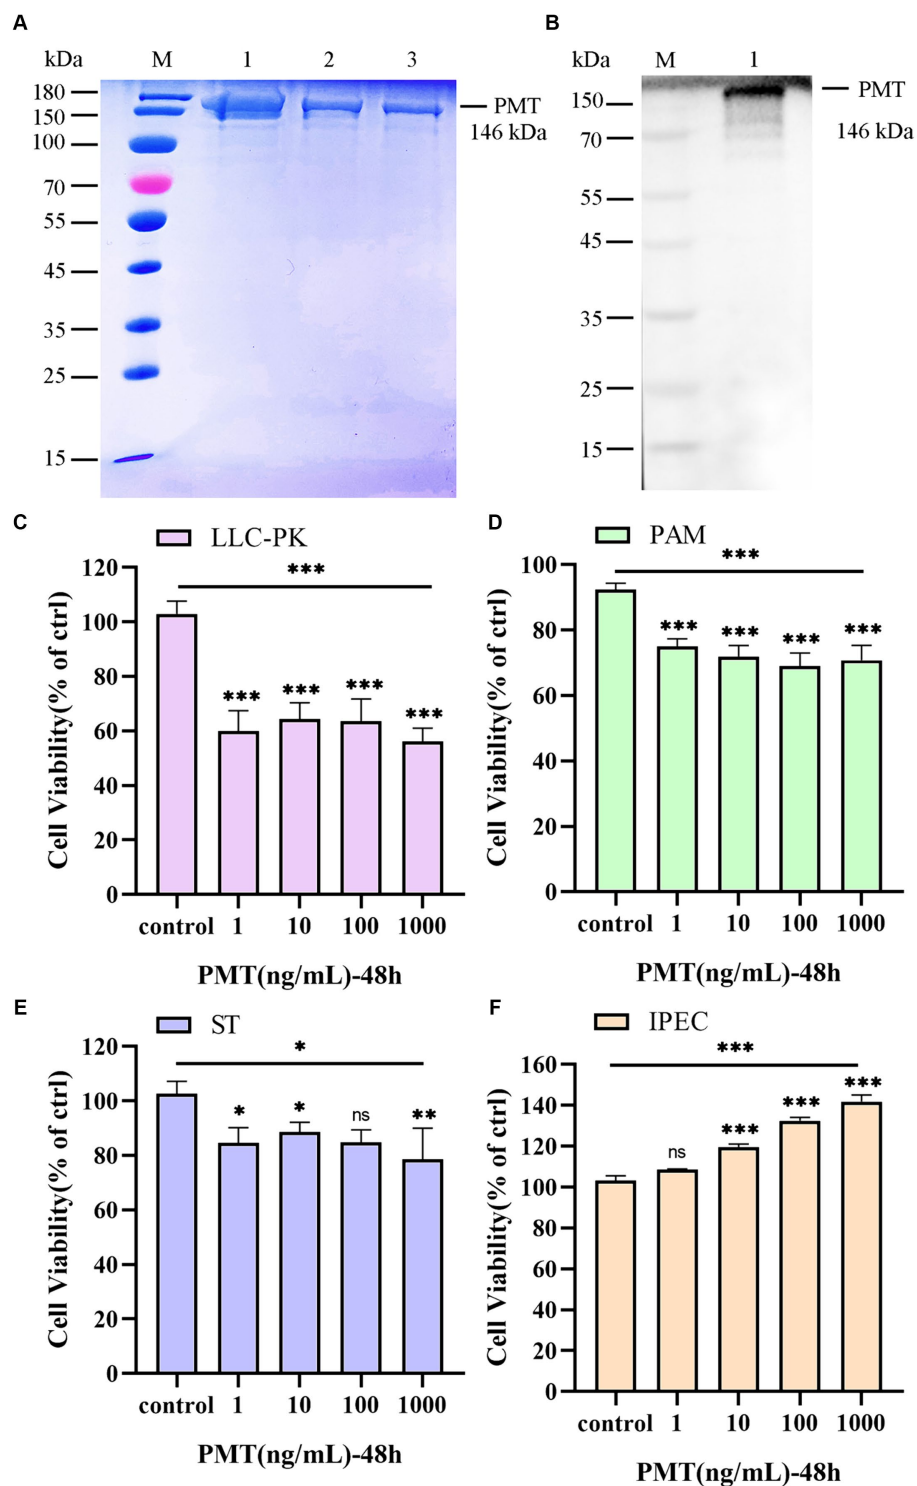 A
kDa M 1 2 3
180
150
100
70
55
45
35
25
15
PMT
146 kDa
B
kDa M 1
150
70
55
45
35
25
15
PMT
146 kDa
C
LLC-PK
Cell Viability(% of ctrl)
120
100
80
60
40
20
0
***
*** *** *** ***
control 1 10 100 1000
PMT(ng/mL)-48h
D
PAM
Cell Viability(% of ctrl)
100
80
60
40
20
0
***
*** *** *** ***
control 1 10 100 1000
PMT(ng/mL)-48h
E
ST
Cell Viability(% of ctrl)
120
100
80
60
40
20
0
*
* * ns **
control 1 10 100 1000
PMT(ng/mL)-48h
F
IPEC
Cell Viability(% of ctrl)
160
140
120
100
80
60
40
20
0
***
ns *** *** ***
control 1 10 100 1000
PMT(ng/mL)-48h